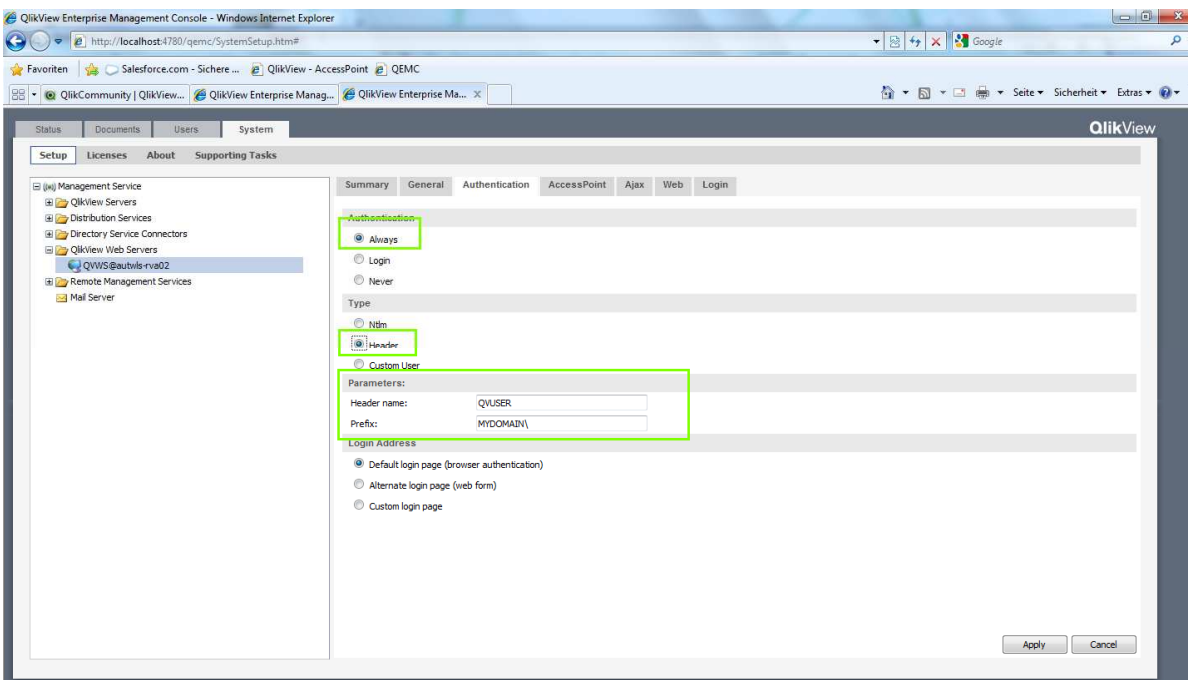 QlikView Enterprise Management Console - Windows Internet Explorer
http://localhost:4780/qemc/SystemSetup.htm#
Google
Favoriten Salesforce.com - Sichere ... QlikView - AccessPoint QEMC
QlikCommunity | QlikView... QlikView Enterprise Manag... QlikView Enterprise Ma... X Seite Sicherheit Extras
Status Documents Users System QlikView
Setup Licenses About Supporting Tasks
Management Service
QlikView Servers
Distribution Services
Directory Service Connectors
QlikView Web Servers
QVWS@autwls-rva02
Remote Management Services
Mail Server
Summary General Authentication AccessPoint Ajax Web Login
Authentication
Always
Login
Never
Type
Ntlm
Header
Custom User
Parameters:
Header name: QVUSER
Prefix: MYDOMAIN\
Login Address
Default login page (browser authentication)
Alternate login page (web form)
Custom login page
Apply Cancel